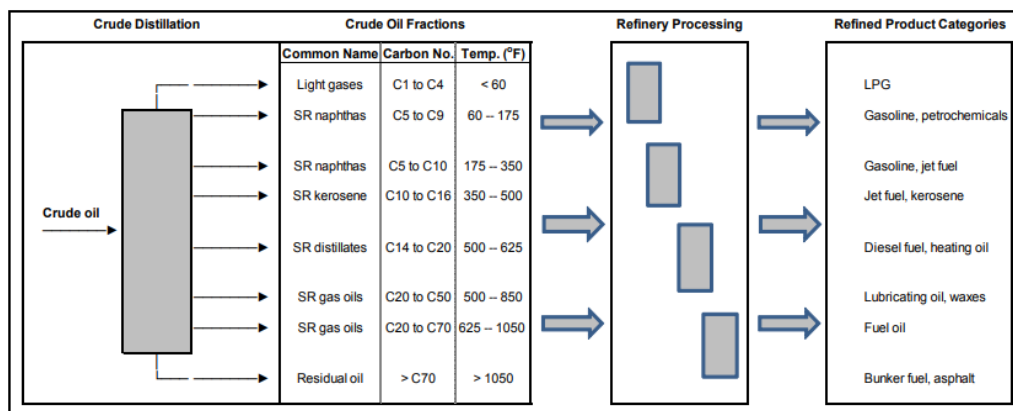 Crude Distillation Crude Oil Fractions Refinery Processing Refined Product Categories
Common Name Carbon No. Temp. (°F)
Light gases C1 to C4 < 60 LPG
SR naphthas C5 to C9 60 -- 175 Gasoline, petrochemicals
SR naphthas C5 to C10 175 -- 350 Gasoline, jet fuel
SR kerosene C10 to C16 350 -- 500 Jet fuel, kerosene
Crude oil
SR distillates C14 to C20 500 -- 625 Diesel fuel, heating oil
SR gas oils C20 to C50 500 -- 850 Lubricating oil, waxes
SR gas oils C20 to C70 625 -- 1050 Fuel oil
Residual oil > C70 > 1050 Bunker fuel, asphalt